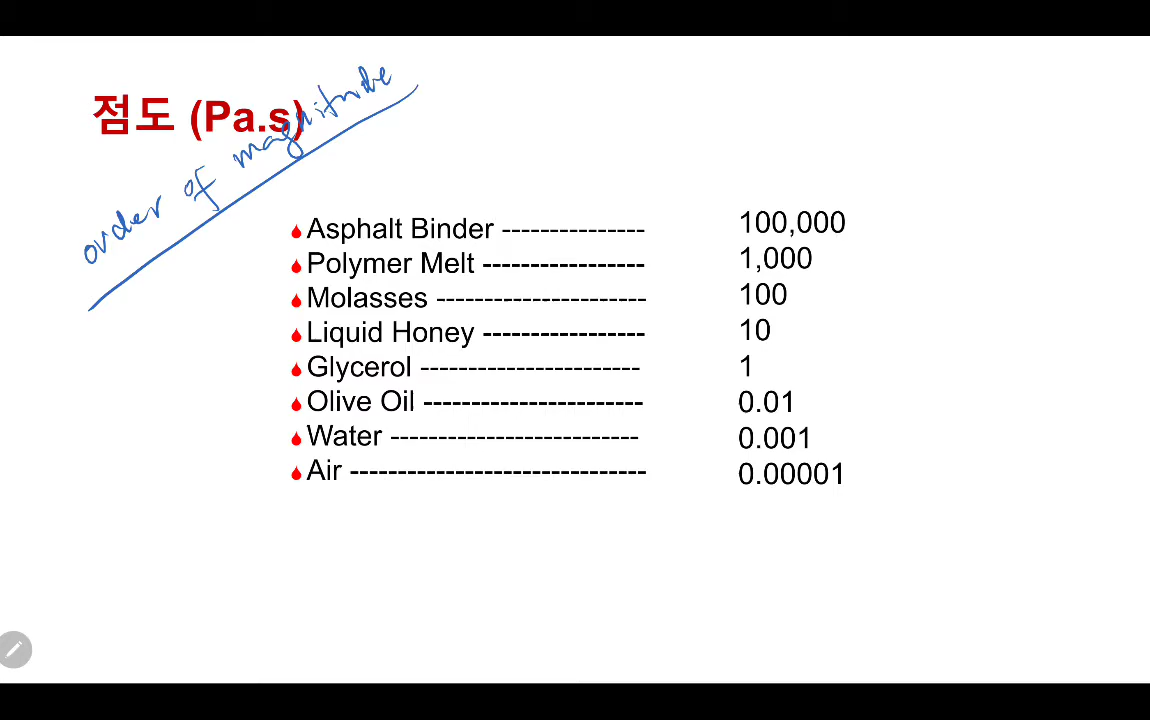 점도 (Pa.s)
order of magnitude
Asphalt Binder --------------- 100,000
Polymer Melt ----------------- 1,000
Molasses ---------------------- 100
Liquid Honey ----------------- 10
Glycerol ----------------------- 1
Olive Oil ----------------------- 0.01
Water -------------------------- 0.001
Air ------------------------------- 0.00001